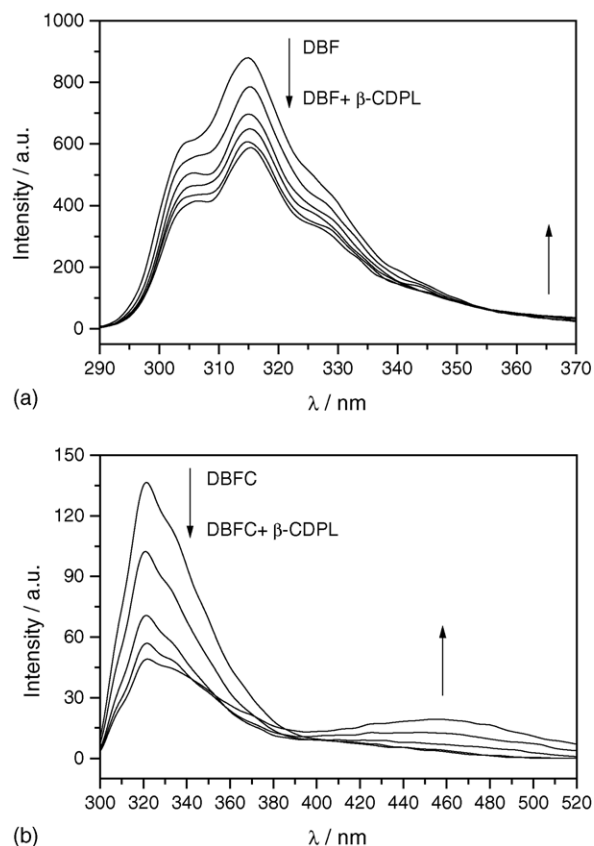 1000
800
600
400
200
0
Intensity / a.u.
DBF
DBF+ β-CDPL
290 300 310 320 330 340 350 360 370
λ / nm
(a)
150
120
90
60
30
0
Intensity / a.u.
DBFC
DBFC+ β-CDPL
300 320 340 360 380 400 420 440 460 480 500 520
λ / nm
(b)